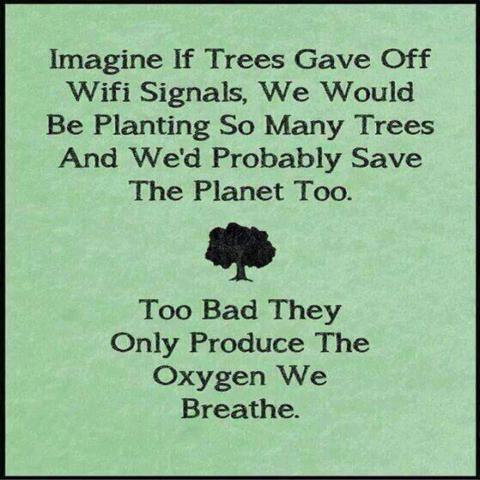 Imagine If Trees Gave Off
Wifi Signals, We Would
Be Planting So Many Trees
And We'd Probably Save
The Planet Too.
Too Bad They
Only Produce The
Oxygen We
Breathe.